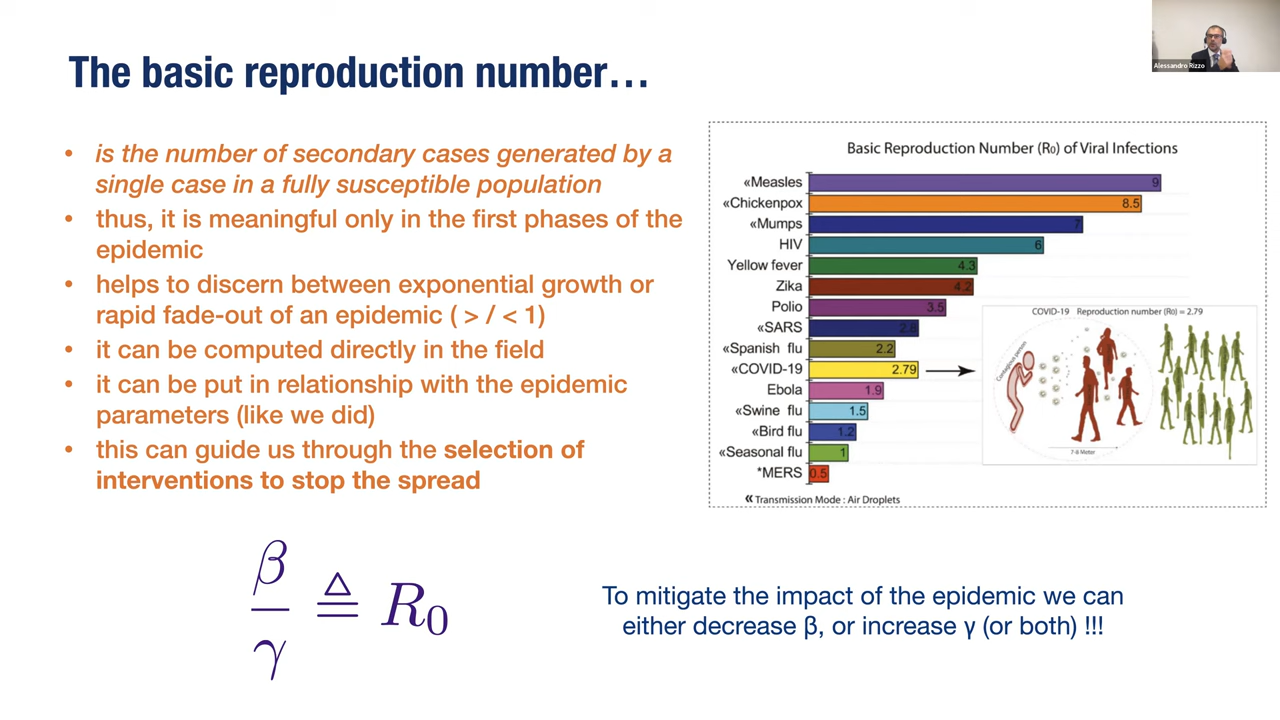 Alessandro Rizzo
The basic reproduction number…
• is the number of secondary cases generated by a
single case in a fully susceptible population
• thus, it is meaningful only in the first phases of the
epidemic
• helps to discern between exponential growth or
rapid fade-out of an epidemic ( > / < 1)
• it can be computed directly in the field
• it can be put in relationship with the epidemic
parameters (like we did)
• this can guide us through the selection of
interventions to stop the spread
Basic Reproduction Number (R₀) of Viral Infections
«Measles 9
«Chickenpox 8.5
«Mumps 7
HIV 6
Yellow fever 4.3
Zika 4.2
Polio 3.5
«SARS 2.8
«Spanish flu 2.2
«COVID-19 2.79
Ebola 1.9
«Swine flu 1.5
«Bird flu 1.2
«Seasonal flu 1
*MERS 0.5
« Transmission Mode : Air Droplets
COVID-19 Reproduction number (R₀) = 2.79
Contagious person
7-8 Meter
β/γ ≜ R₀
To mitigate the impact of the epidemic we can
either decrease β, or increase γ (or both) !!!